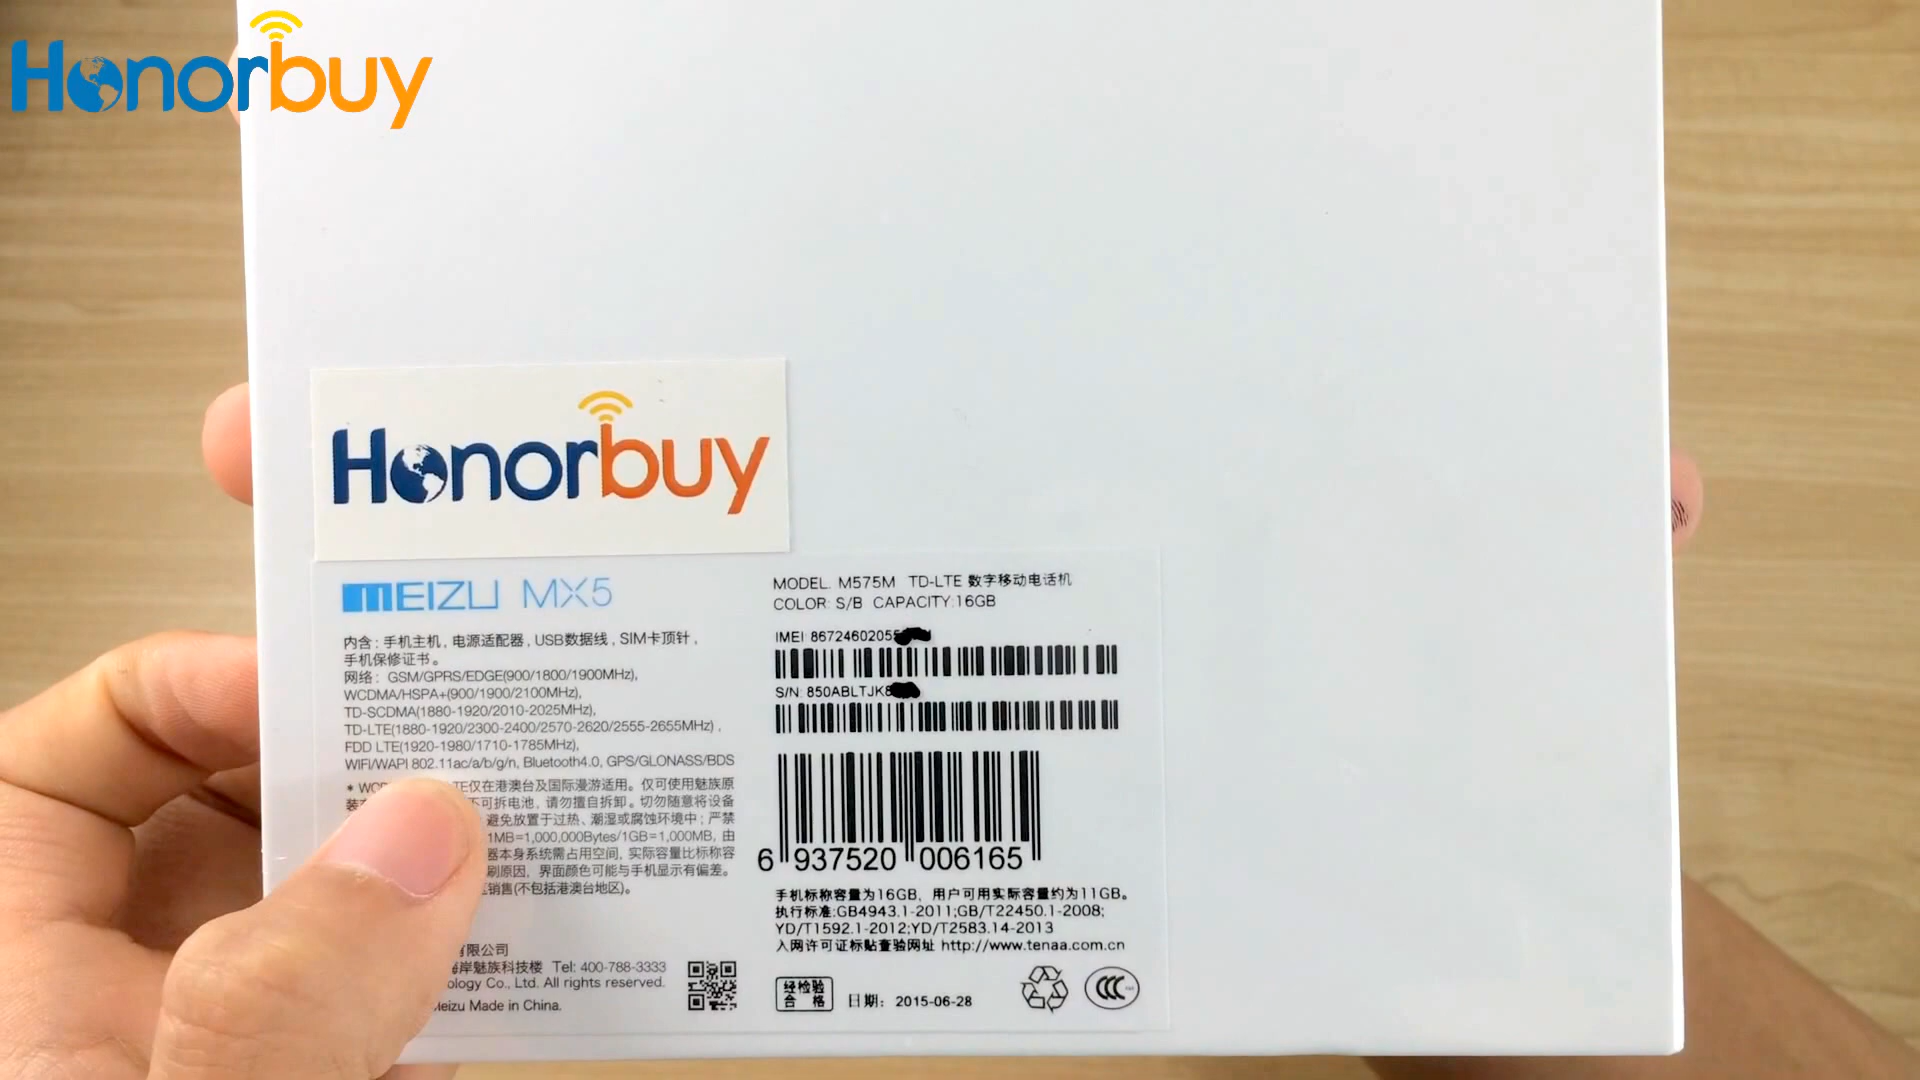 Honorbuy
Honorbuy
MEIZU MX5
内含：手机主机，电源适配器，USB数据线，SIM卡顶针，
手机保修证书。
网络：GSM/GPRS/EDGE(900/1800/1900MHz),
WCDMA/HSPA+(900/1900/2100MHz),
TD-SCDMA(1880-1920/2010-2025MHz),
TD-LTE(1880-1920/2300-2400/2570-2620/2555-2655MHz)，
FDD LTE(1920-1980/1710-1785MHz),
WIFI/WAPI 802.11ac/a/b/g/n, Bluetooth4.0, GPS/GLONASS/BDS
仅在港澳台及国际漫游适用。仅可使用魅族原
不可拆电池，请勿擅自拆卸。切勿随意将设备
避免放置于过热、潮湿或腐蚀环境中；严禁
1MB=1,000,000Bytes/1GB=1,000MB, 由
器本身系统需占用空间，实际容量比标称容
刷原因，界面颜色可能与手机显示有偏差。
销售(不包括港澳台地区)。
有限公司
海岸魅族科技楼 Tel: 400-788-3333
Co., Ltd. All rights reserved.
Meizu Made in China.
MODEL. M575M TD-LTE 数字移动电话机
COLOR: S/B CAPACITY:16GB
IMEI: 86724602055
S/N: 850ABLTJK8
6 937520 006165
手机标称容量为16GB，用户可用实际容量约为11GB。
执行标准:GB4943.1-2011;GB/T22450.1-2008;
YD/T1592.1-2012;YD/T2583.14-2013
入网许可证标贴查验网址 http://www.tenaa.com.cn
经检验
合格
日期： 2015-06-28
CCC